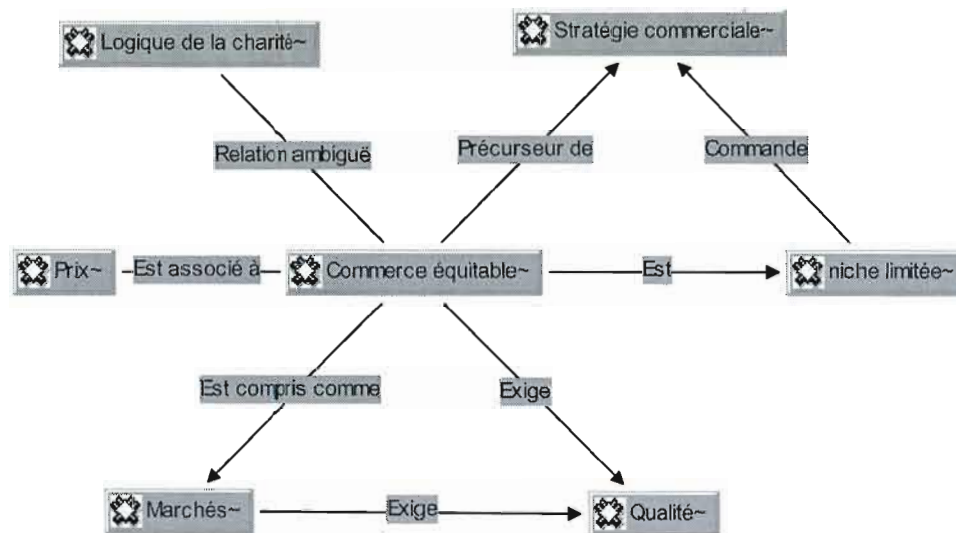 Logique de la charité~
Stratégie commerciale~
Relation ambiguë
Précurseur de
Commande
Prix~
Est associé à
Commerce équitable~
Est
niche limitée~
Est compris comme
Exige
Marchés~
Exige
Qualité~